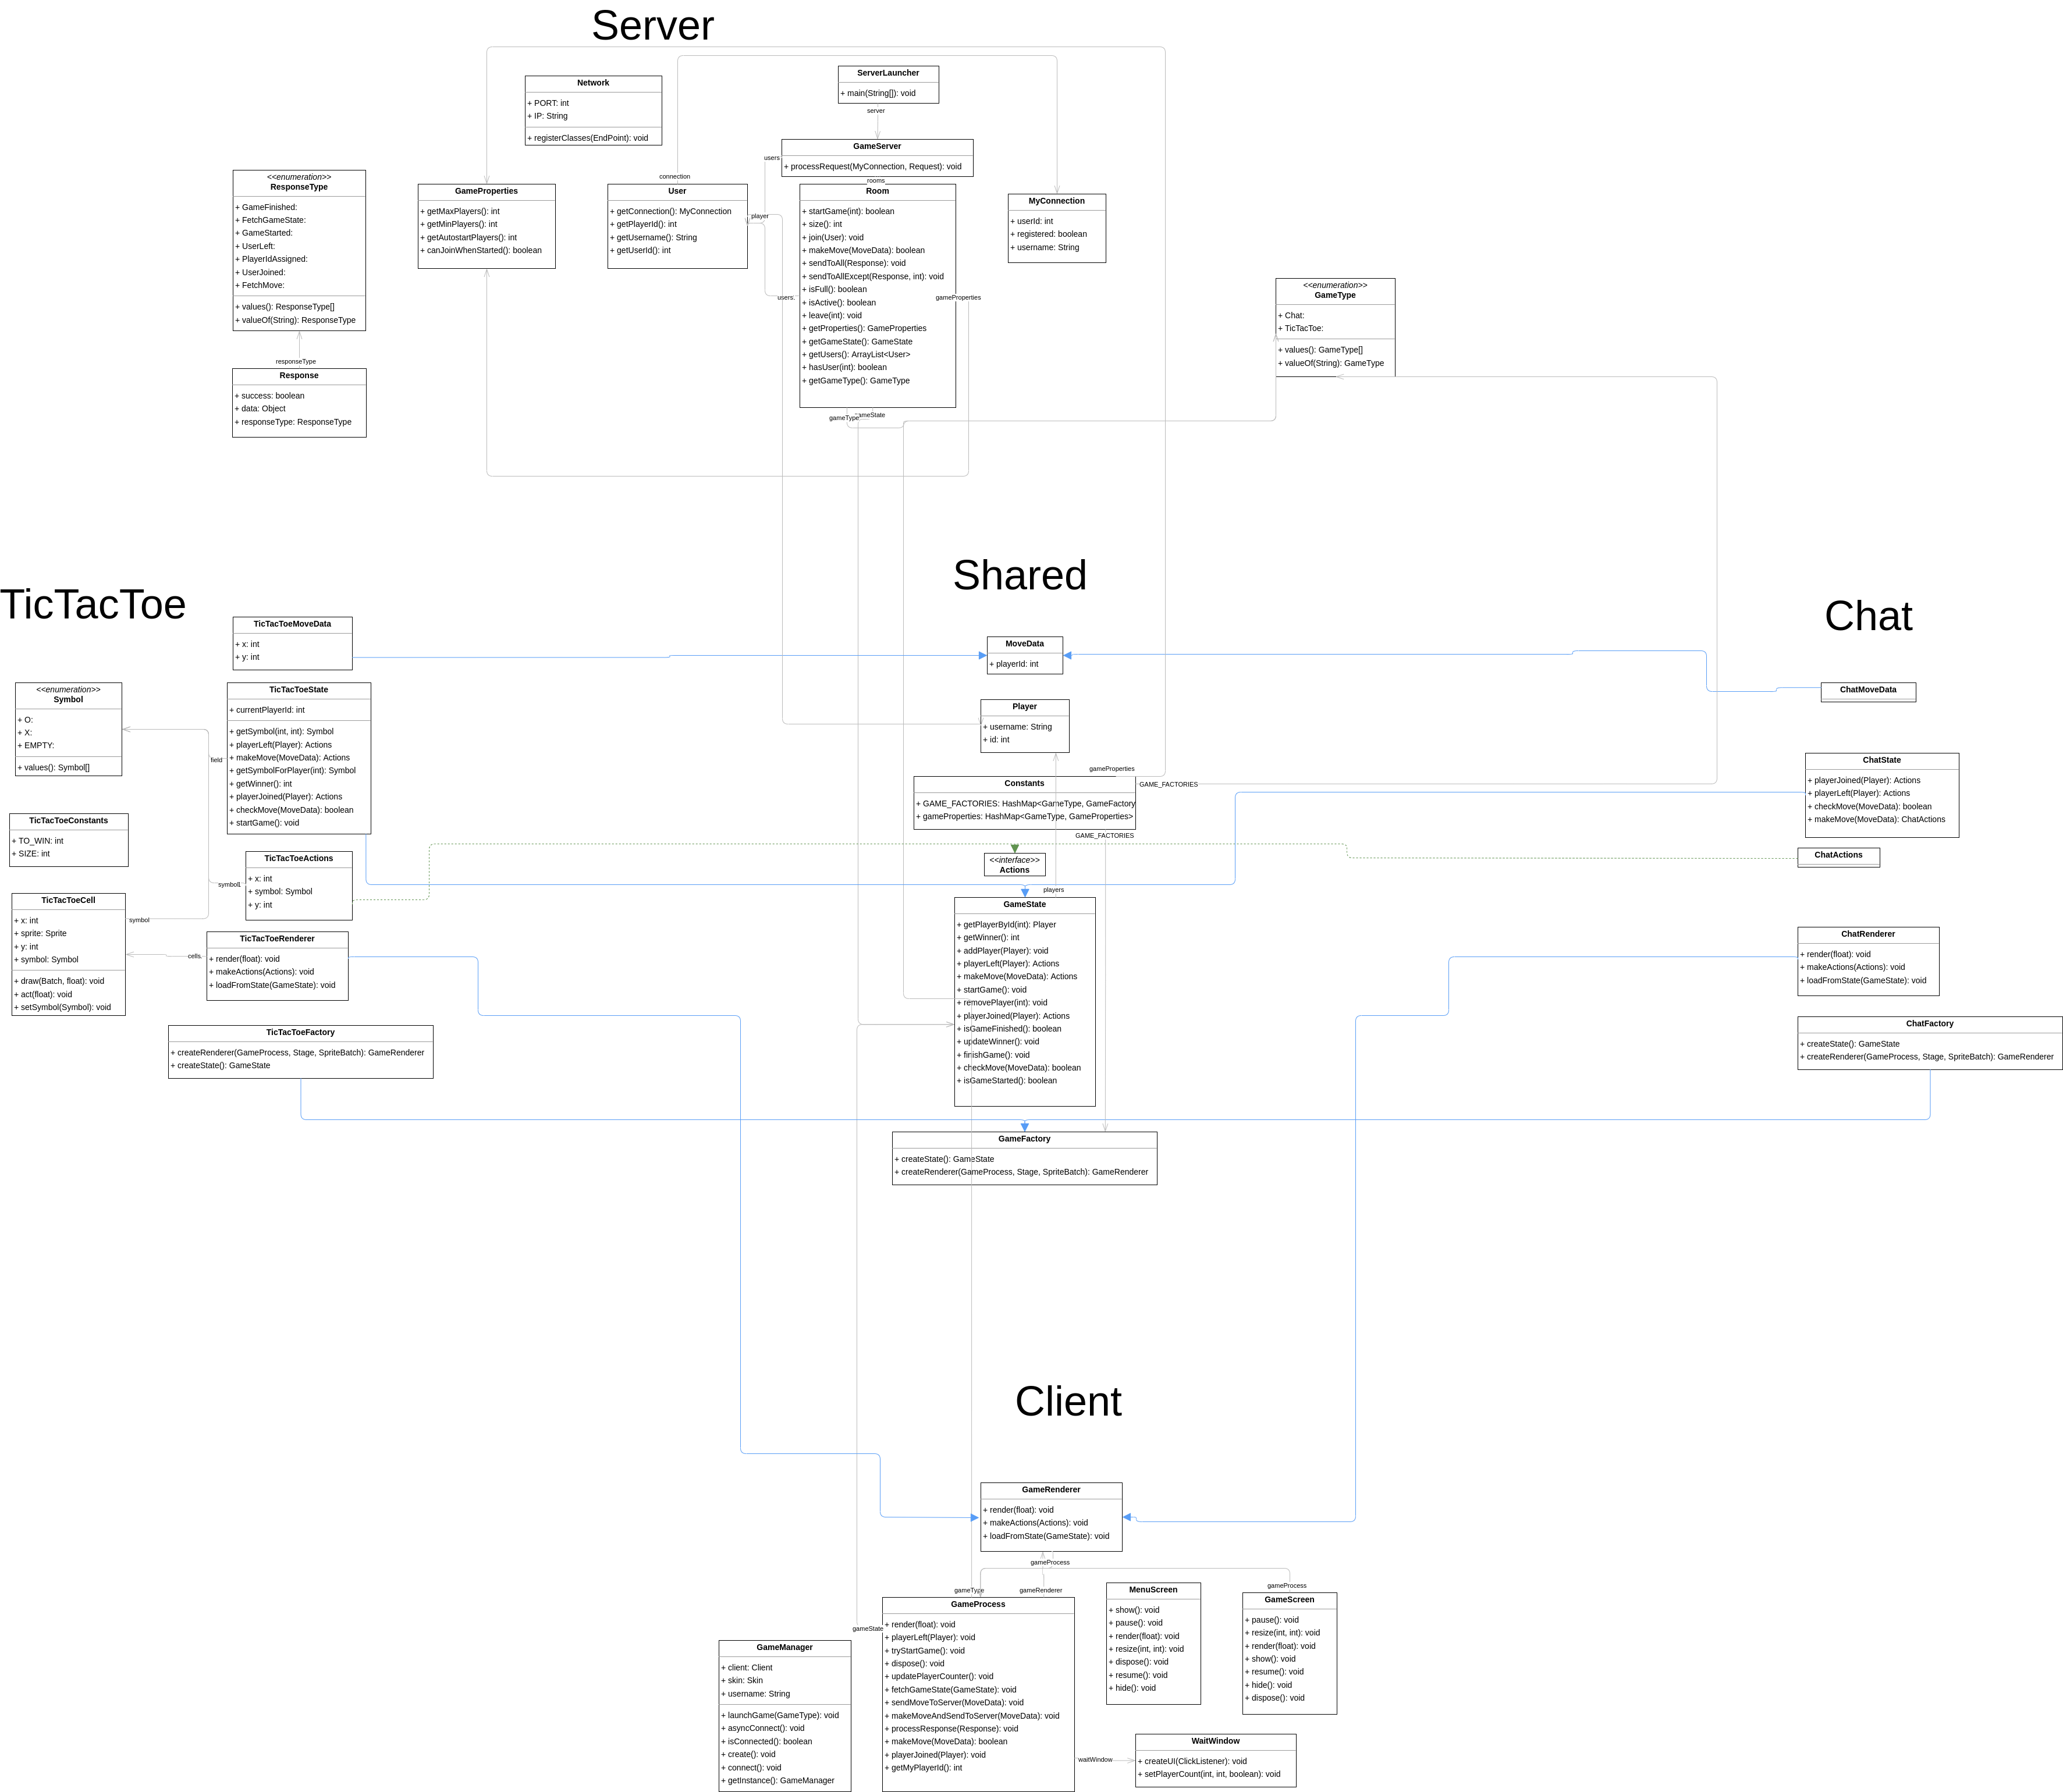 Server
Network
+ PORT: int
+ IP: String
+ registerClasses(EndPoint): void
ServerLauncher
+ main(String[]): void
server
GameServer
+ processRequest(MyConnection, Request): void
users
rooms
connection
<<enumeration>>
ResponseType
+ GameFinished:
+ FetchGameState:
+ GameStarted:
+ UserLeft:
+ PlayerIdAssigned:
+ UserJoined:
+ FetchMove:
+ values(): ResponseType[]
+ valueOf(String): ResponseType
responseType
Response
+ success: boolean
+ data: Object
+ responseType: ResponseType
GameProperties
+ getMaxPlayers(): int
+ getMinPlayers(): int
+ getAutostartPlayers(): int
+ canJoinWhenStarted(): boolean
User
+ getConnection(): MyConnection
+ getPlayerId(): int
+ getUsername(): String
+ getUserId(): int
player
users
Room
+ startGame(int): boolean
+ size(): int
+ join(User): void
+ makeMove(MoveData): boolean
+ sendToAll(Response): void
+ sendToAllExcept(Response, int): void
+ isFull(): boolean
+ isActive(): boolean
+ leave(int): void
+ getProperties(): GameProperties
+ getGameState(): GameState
+ getUsers(): ArrayList<User>
+ hasUser(int): boolean
+ getGameType(): GameType
gameProperties
gameType
gameState
MyConnection
+ userId: int
+ registered: boolean
+ username: String
<<enumeration>>
GameType
+ Chat:
+ TicTacToe:
+ values(): GameType[]
+ valueOf(String): GameType
Shared
TicTacToe
Chat
TicTacToeMoveData
+ x: int
+ y: int
<<enumeration>>
Symbol
+ O:
+ X:
+ EMPTY:
+ values(): Symbol[]
TicTacToeState
+ currentPlayerId: int
+ getSymbol(int, int): Symbol
+ playerLeft(Player): Actions
+ makeMove(MoveData): Actions
+ getSymbolForPlayer(int): Symbol
+ getWinner(): int
+ playerJoined(Player): Actions
+ checkMove(MoveData): boolean
+ startGame(): void
field
TicTacToeConstants
+ TO_WIN: int
+ SIZE: int
TicTacToeActions
+ x: int
+ symbol: Symbol
+ y: int
symbol
TicTacToeCell
+ x: int
+ sprite: Sprite
+ y: int
+ symbol: Symbol
+ draw(Batch, float): void
+ act(float): void
+ setSymbol(Symbol): void
symbol
cells
TicTacToeRenderer
+ render(float): void
+ makeActions(Actions): void
+ loadFromState(GameState): void
TicTacToeFactory
+ createRenderer(GameProcess, Stage, SpriteBatch): GameRenderer
+ createState(): GameState
MoveData
+ playerId: int
Player
+ username: String
+ id: int
gameProperties
Constants
+ GAME_FACTORIES: HashMap<GameType, GameFactory
+ gameProperties: HashMap<GameType, GameProperties>
GAME_FACTORIES
GAME_FACTORIES
<<interface>>
Actions
players
GameState
+ getPlayerById(int): Player
+ getWinner(): int
+ addPlayer(Player): void
+ playerLeft(Player): Actions
+ makeMove(MoveData): Actions
+ startGame(): void
+ removePlayer(int): void
+ playerJoined(Player): Actions
+ isGameFinished(): boolean
+ updateWinner(): void
+ finishGame(): void
+ checkMove(MoveData): boolean
+ isGameStarted(): boolean
GameFactory
+ createState(): GameState
+ createRenderer(GameProcess, Stage, SpriteBatch): GameRenderer
ChatMoveData
ChatState
+ playerJoined(Player): Actions
+ playerLeft(Player): Actions
+ checkMove(MoveData): boolean
+ makeMove(MoveData): ChatActions
ChatActions
ChatRenderer
+ render(float): void
+ makeActions(Actions): void
+ loadFromState(GameState): void
ChatFactory
+ createState(): GameState
+ createRenderer(GameProcess, Stage, SpriteBatch): GameRenderer
Client
GameRenderer
+ render(float): void
+ makeActions(Actions): void
+ loadFromState(GameState): void
gameProcess
gameType
gameRenderer
gameProcess
gameState
GameManager
+ client: Client
+ skin: Skin
+ username: String
+ launchGame(GameType): void
+ asyncConnect(): void
+ isConnected(): boolean
+ create(): void
+ connect(): void
+ getInstance(): GameManager
GameProcess
+ render(float): void
+ playerLeft(Player): void
+ tryStartGame(): void
+ dispose(): void
+ updatePlayerCounter(): void
+ fetchGameState(GameState): void
+ sendMoveToServer(MoveData): void
+ makeMoveAndSendToServer(MoveData): void
+ processResponse(Response): void
+ makeMove(MoveData): boolean
+ playerJoined(Player): void
+ getMyPlayerId(): int
waitWindow
MenuScreen
+ show(): void
+ pause(): void
+ render(float): void
+ resize(int, int): void
+ dispose(): void
+ resume(): void
+ hide(): void
GameScreen
+ pause(): void
+ resize(int, int): void
+ render(float): void
+ show(): void
+ resume(): void
+ hide(): void
+ dispose(): void
WaitWindow
+ createUI(ClickListener): void
+ setPlayerCount(int, int, boolean): void